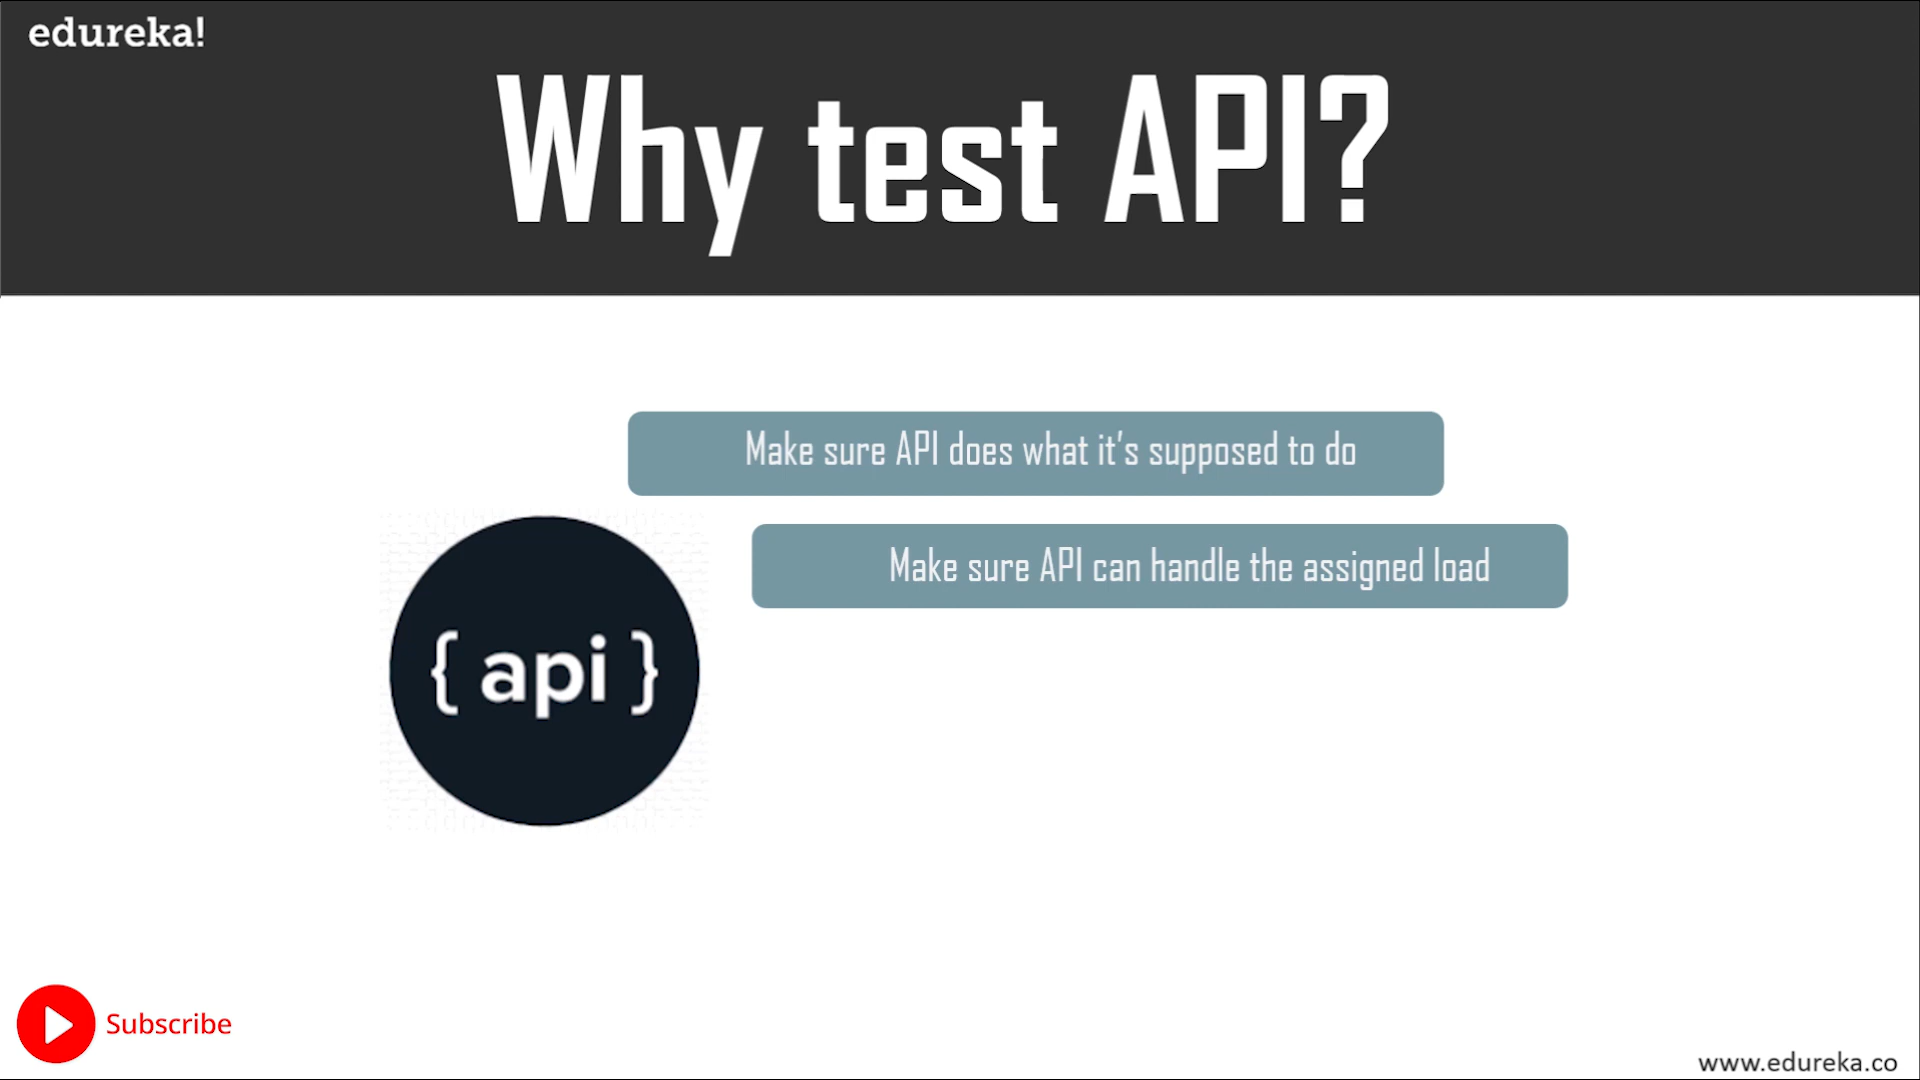 edureka!
Why test API?
Make sure API does what it's supposed to do
Make sure API can handle the assigned load
{ api }
Subscribe
www.edureka.co